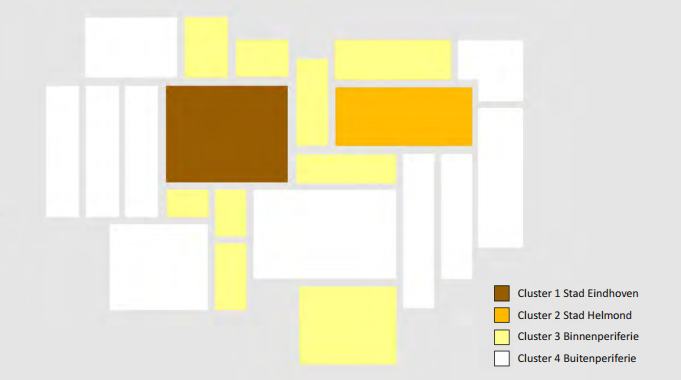 Cluster 1 Stad Eindhoven
Cluster 2 Stad Helmond
Cluster 3 Binnenperiferie
Cluster 4 Buitenperiferie